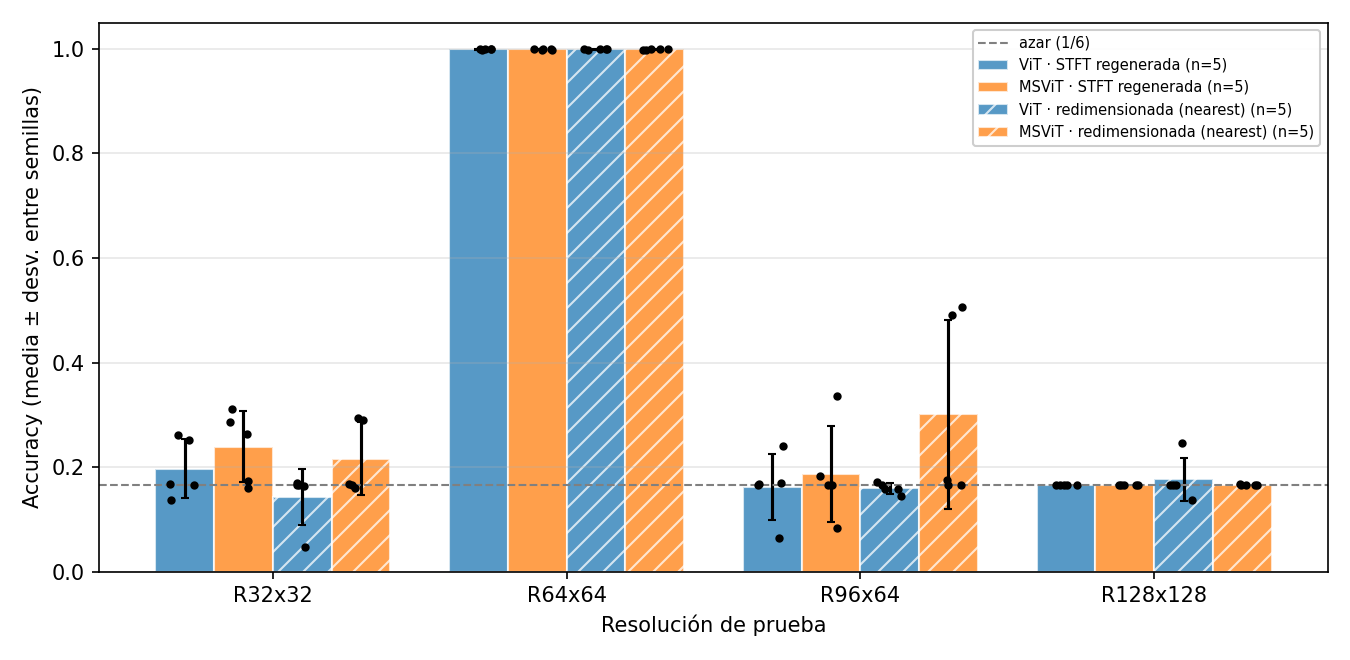 1.0
0.8
0.6
0.4
0.2
0.0
Accuracy (media ± desv. entre semillas)
azar (1/6)
ViT · STFT regenerada (n=5)
MSViT · STFT regenerada (n=5)
ViT · redimensionada (nearest) (n=5)
MSViT · redimensionada (nearest) (n=5)
R32x32
R64x64
R96x64
R128x128
Resolución de prueba